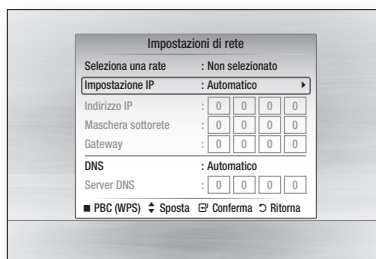 Impostazioni di rete
Seleziona una rate : Non selezionato
Impostazione IP : Automatico
Indirizzo IP : 0 0 0 0
Maschera sottorete : 0 0 0 0
Gateway : 0 0 0 0
DNS : Automatico
Server DNS : 0 0 0 0
PBC (WPS) Sposta Conferma Ritorna